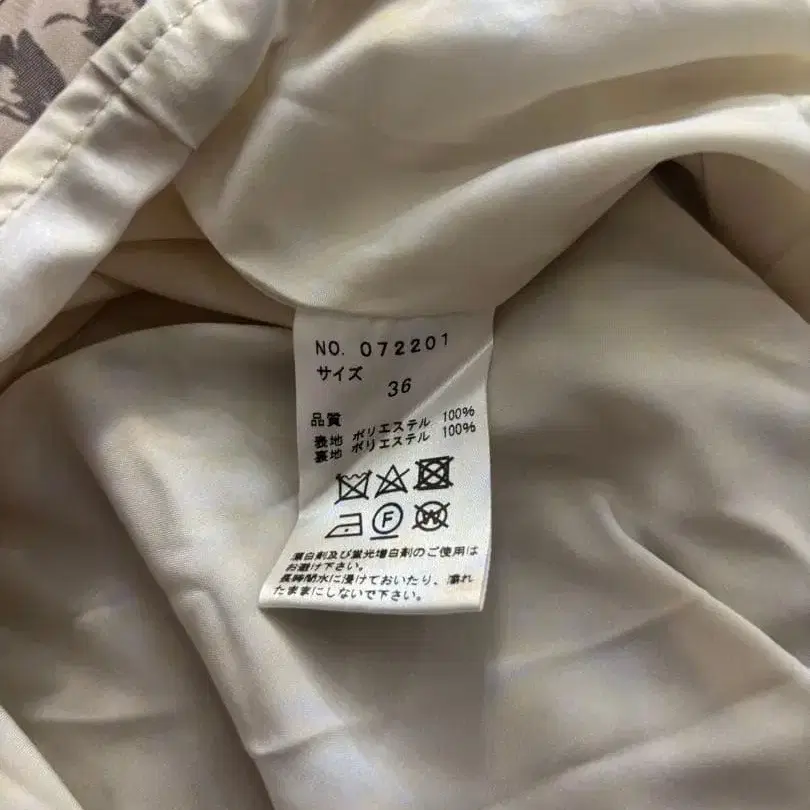 NO. 072201
サイズ
36
品質
表地 ポリエステル 100%
裏地 ポリエステル 100%
F W
漂白剤及び蛍光増白剤のご使用は
お避け下さい。
長時間水に浸けておいたり、濡れ
たままにしないで下さい。